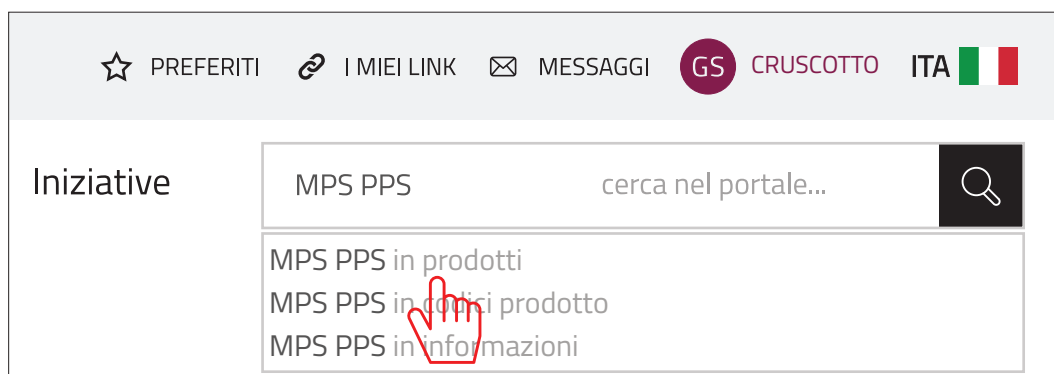 PREFERITI I MIEI LINK MESSAGGI GS CRUSCOTTO ITA
Iniziative MPS PPS cerca nel portale...
MPS PPS in prodotti
MPS PPS in codici prodotto
MPS PPS in informazioni